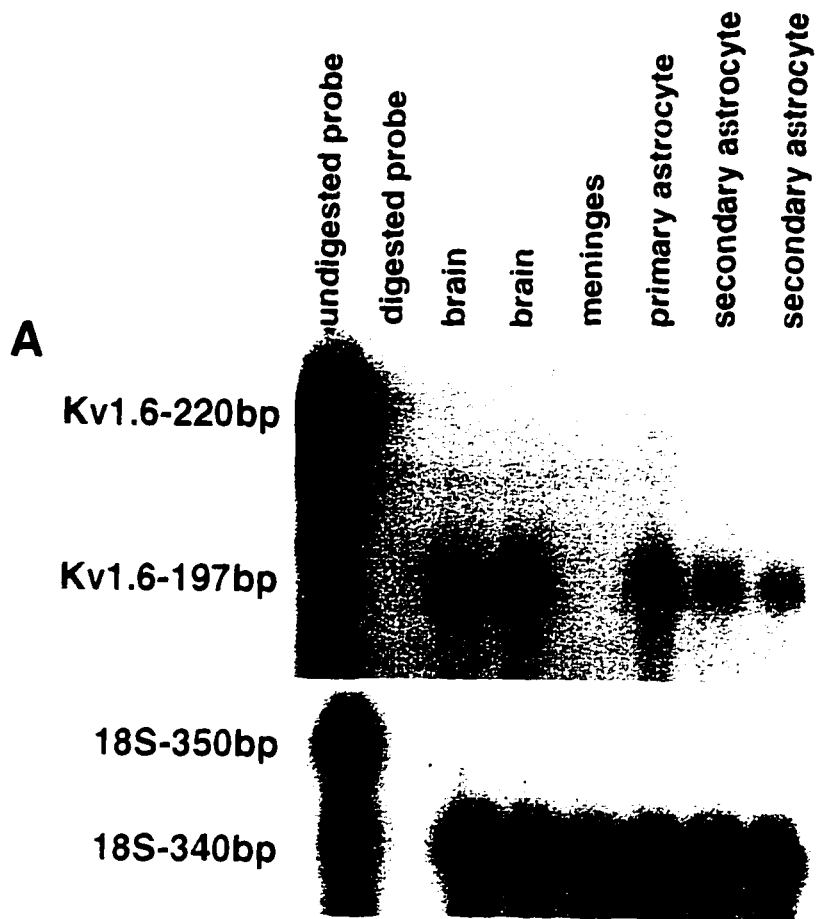 undigested probe
digested probe
brain
brain
meninges
primary astrocyte
secondary astrocyte
secondary astrocyte
A
Kv1.6-220bp
Kv1.6-197bp
18S-350bp
18S-340bp